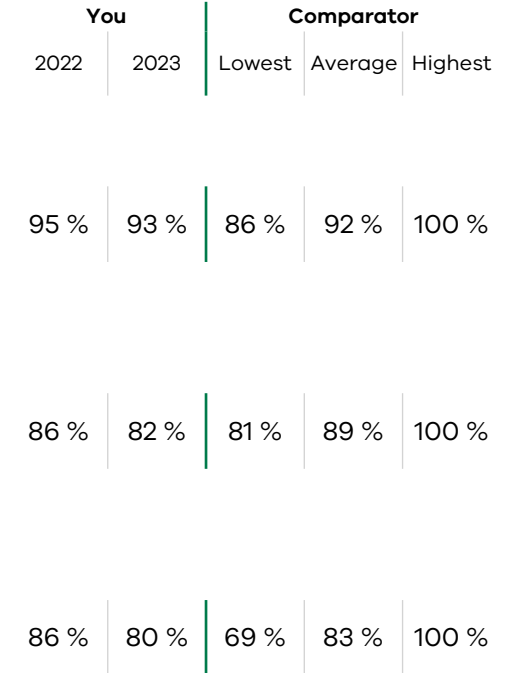 You Comparator
2022 2023 Lowest Average Highest
95 % 93 % 86 % 92 % 100 %
86 % 82 % 81 % 89 % 100 %
86 % 80 % 69 % 83 % 100 %